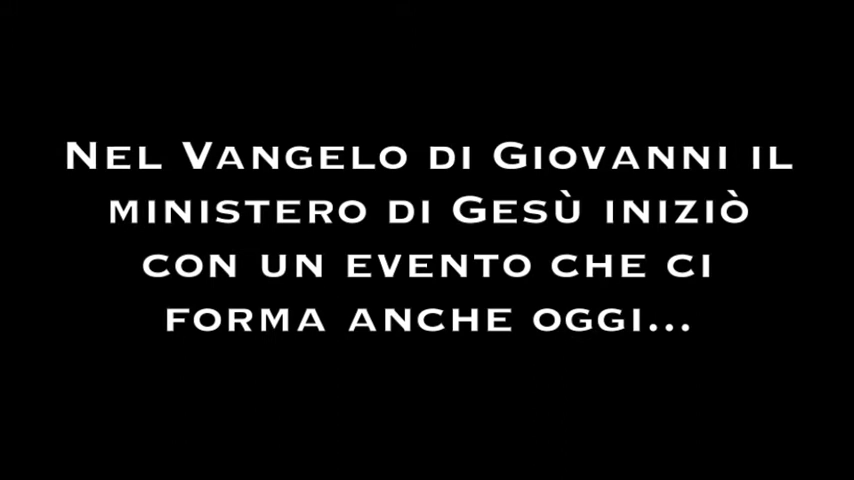 Nel Vangelo di Giovanni il
ministero di Gesù iniziò
con un evento che ci
forma anche oggi...